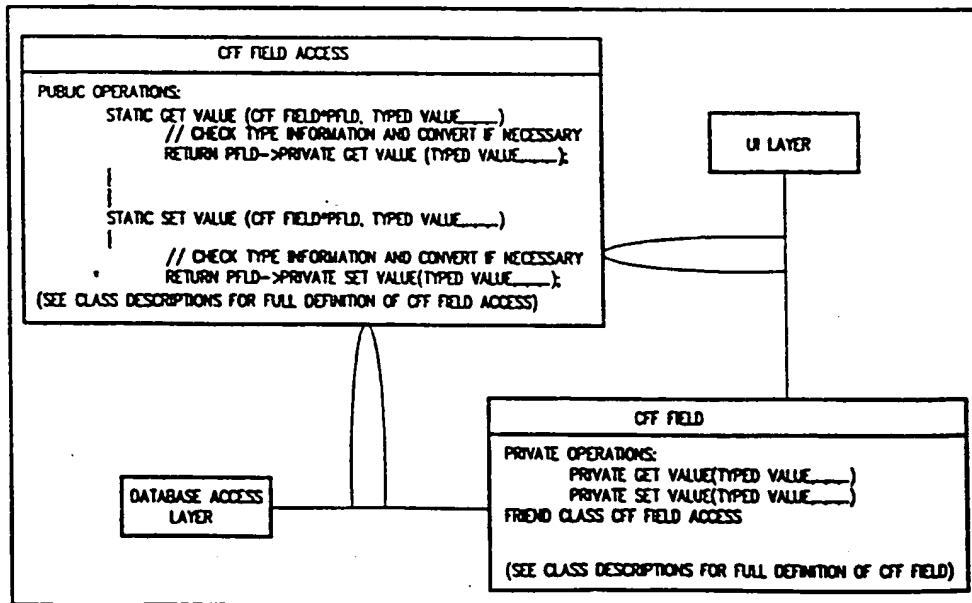 CFF FIELD ACCESS
PUBLIC OPERATIONS:
STATIC GET VALUE (CFF FIELD*PFLD, TYPED VALUE____)
// CHECK TYPE INFORMATION AND CONVERT IF NECESSARY
RETURN PFLD->PRIVATE GET VALUE (TYPED VALUE____);
STATIC SET VALUE (CFF FIELD*PFLD, TYPED VALUE____)
// CHECK TYPE INFORMATION AND CONVERT IF NECESSARY
RETURN PFLD->PRIVATE SET VALUE(TYPED VALUE____);
(SEE CLASS DESCRIPTIONS FOR FULL DEFINITION OF CFF FIELD ACCESS)
UI LAYER
CFF FIELD
PRIVATE OPERATIONS:
PRIVATE GET VALUE(TYPED VALUE____)
PRIVATE SET VALUE(TYPED VALUE____)
FRIEND CLASS CFF FIELD ACCESS
(SEE CLASS DESCRIPTIONS FOR FULL DEFINITION OF CFF FIELD)
DATABASE ACCESS
LAYER